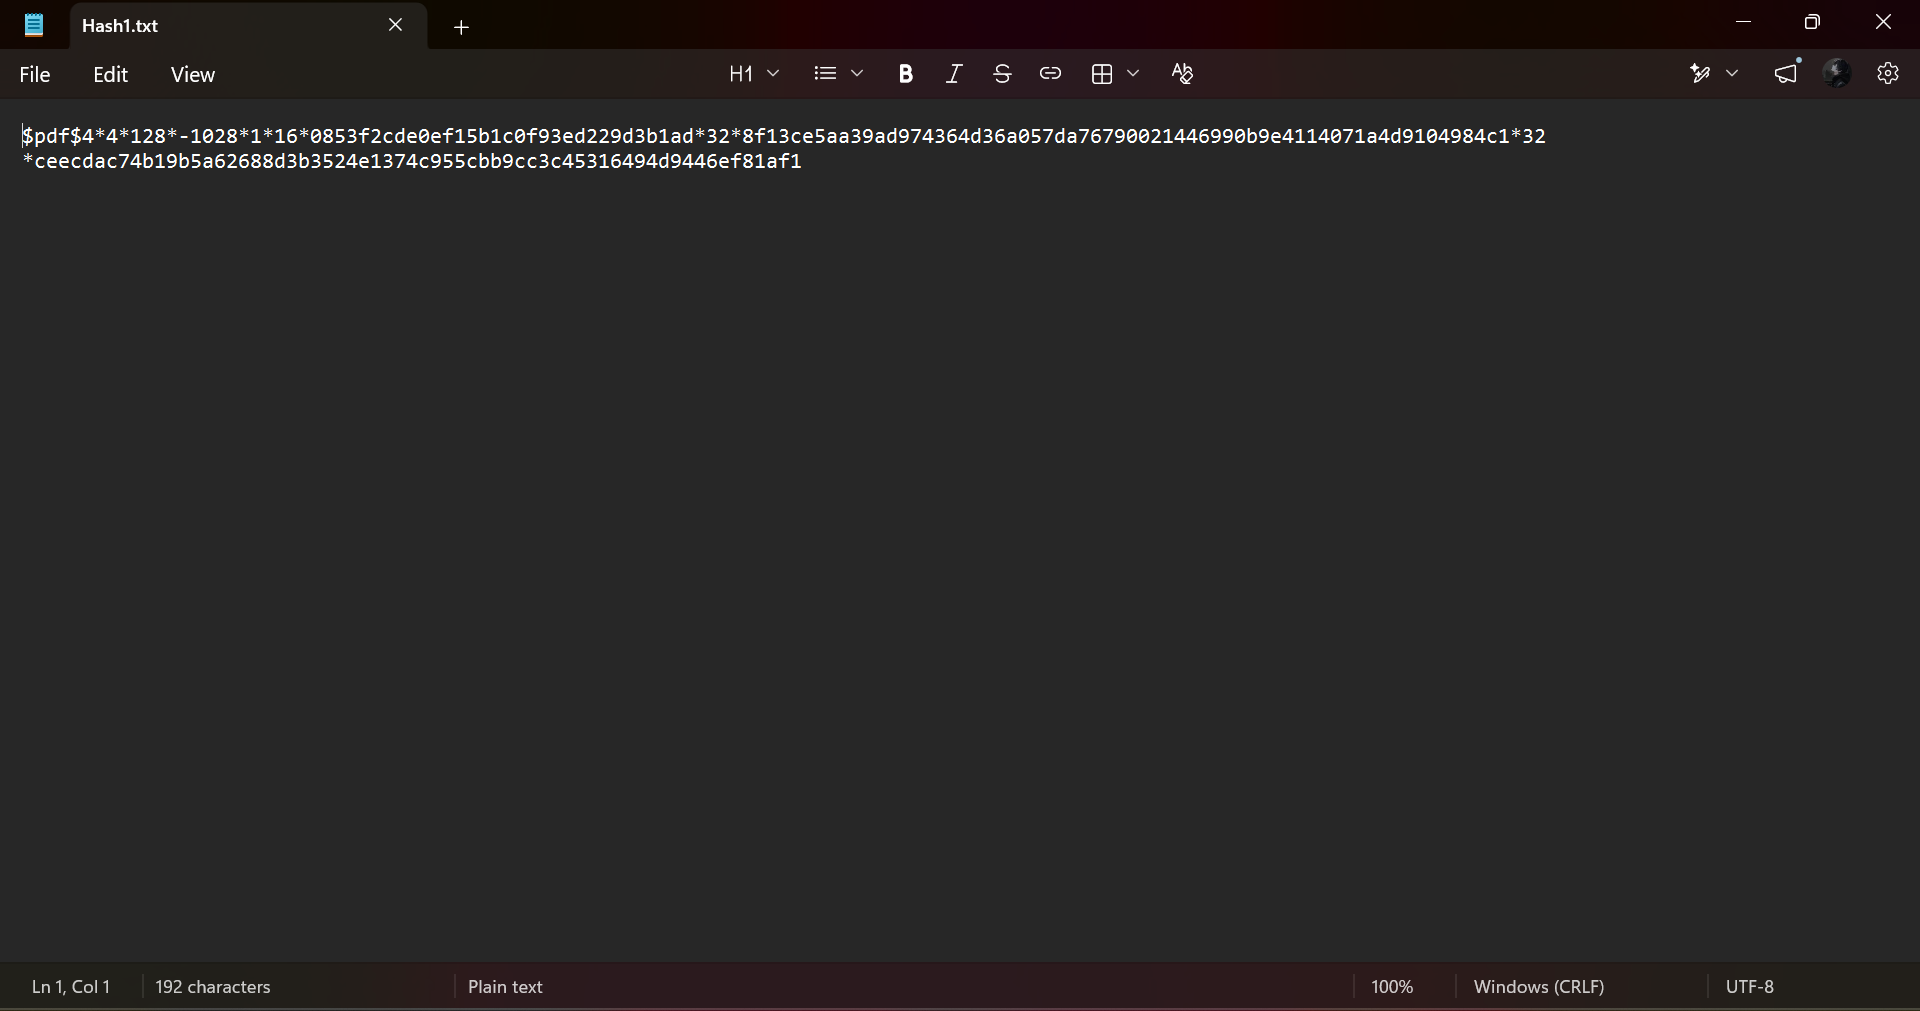 Hash1.txt
File Edit View H1
$pdf$4*4*128*-1028*1*16*0853f2cde0ef15b1c0f93ed229d3b1ad*32*8f13ce5aa39ad974364d36a057da76790021446990b9e4114071a4d9104984c1*32
*ceecdac74b19b5a62688d3b3524e1374c955cbb9cc3c45316494d9446ef81af1
Ln 1, Col 1 192 characters Plain text 100% Windows (CRLF) UTF-8